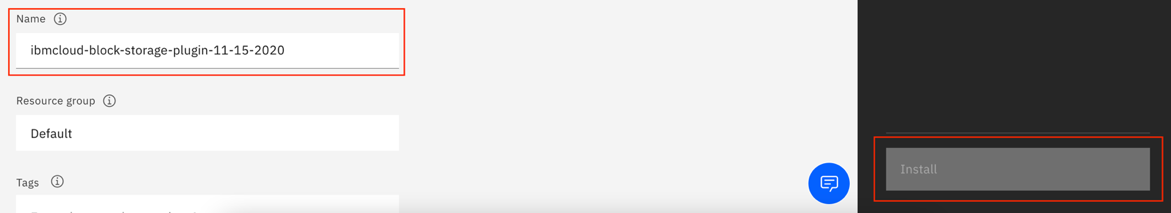 Name
ibmcloud-block-storage-plugin-11-15-2020
Resource group
Default
Tags
Install